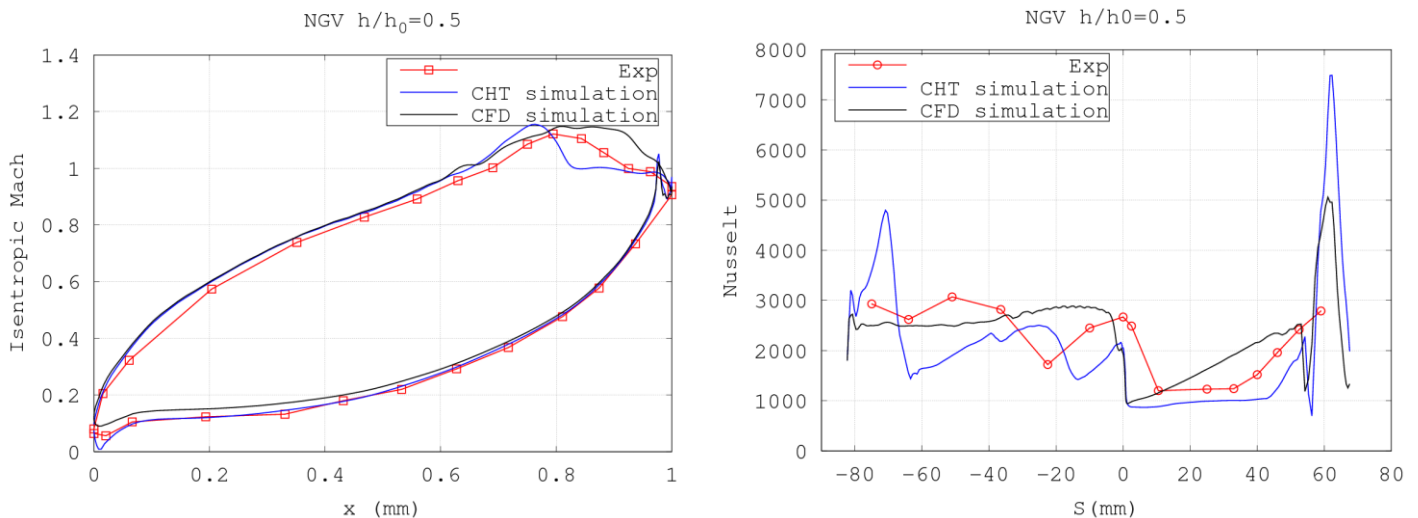 NGV h/h₀=0.5
1.4
1.2
1
0.8
0.6
0.4
0.2
0
0
0.2
0.4
0.6
0.8
1
Isentropic Mach
x (mm)
Exp
CHT simulation
CFD simulation
NGV h/h0=0.5
8000
7000
6000
5000
4000
3000
2000
1000
0
-80
-60
-40
-20
0
20
40
60
80
Nusselt
S(mm)
Exp
CHT simulation
CFD simulation